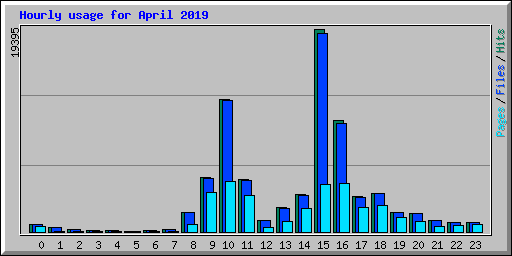 Hourly usage for April 2019
19395
Pages/Files/Hits
0 1 2 3 4 5 6 7 8 9 10 11 12 13 14 15 16 17 18 19 20 21 22 23